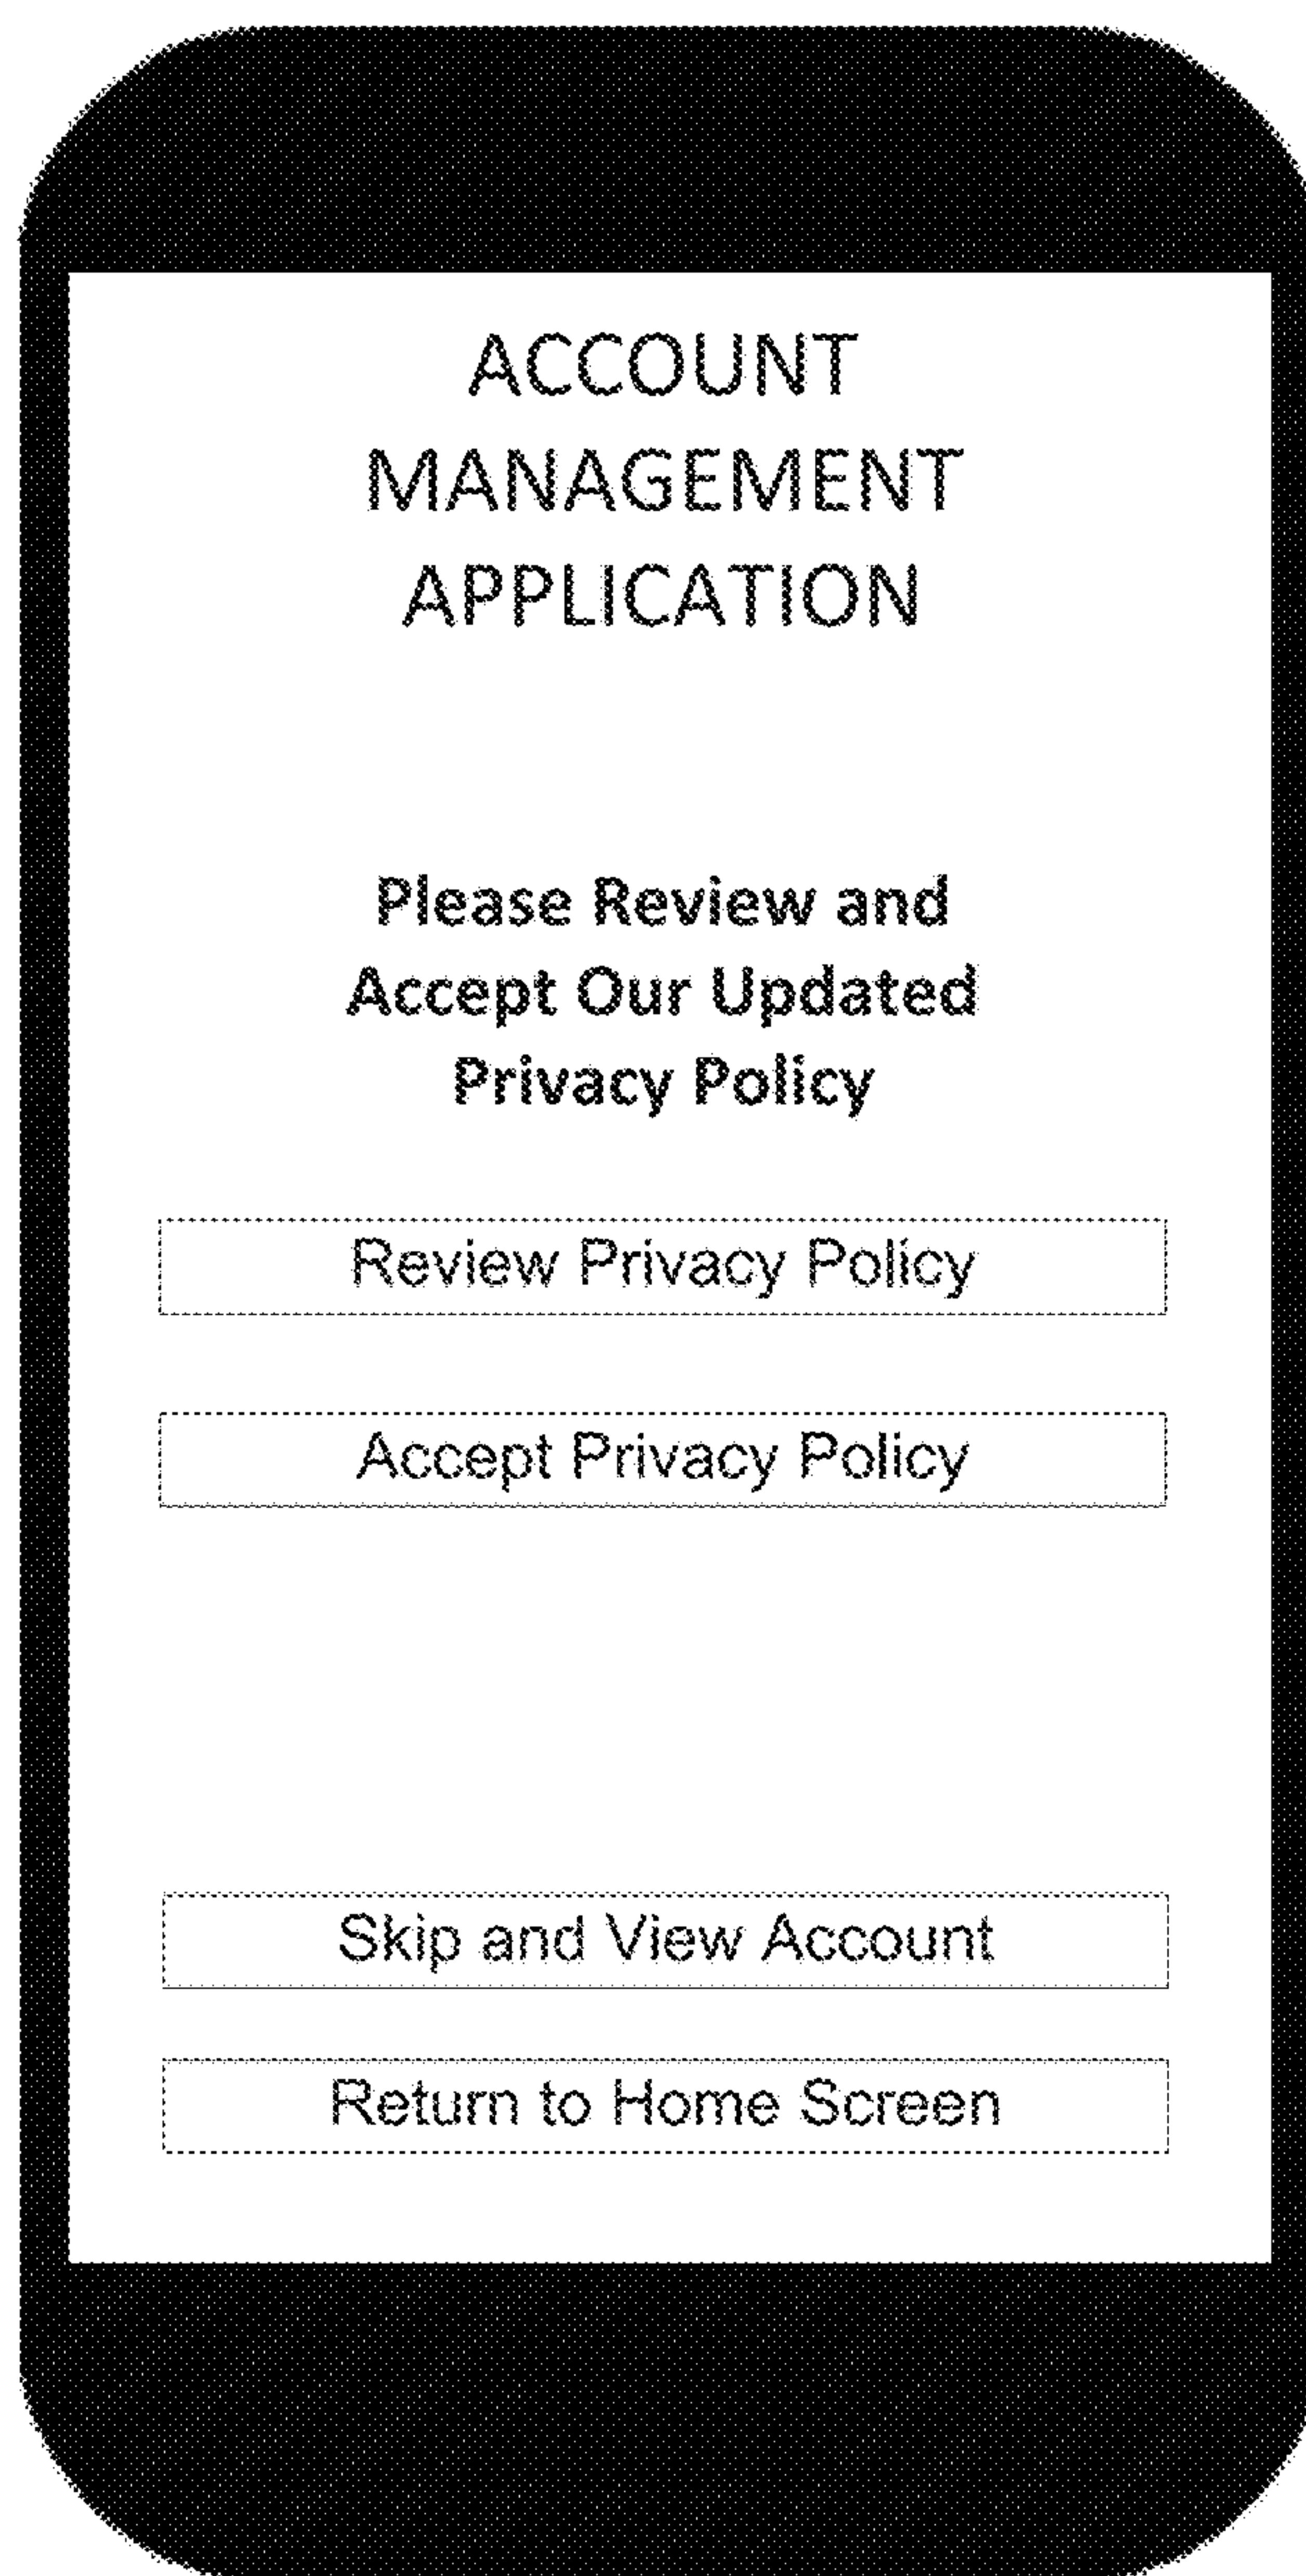 ACCOUNT
MANAGEMENT
APPLICATION
Please Review and
Accept Our Updated
Privacy Policy
Review Privacy Policy
Accept Privacy Policy
Skip and View Account
Return to Home Screen